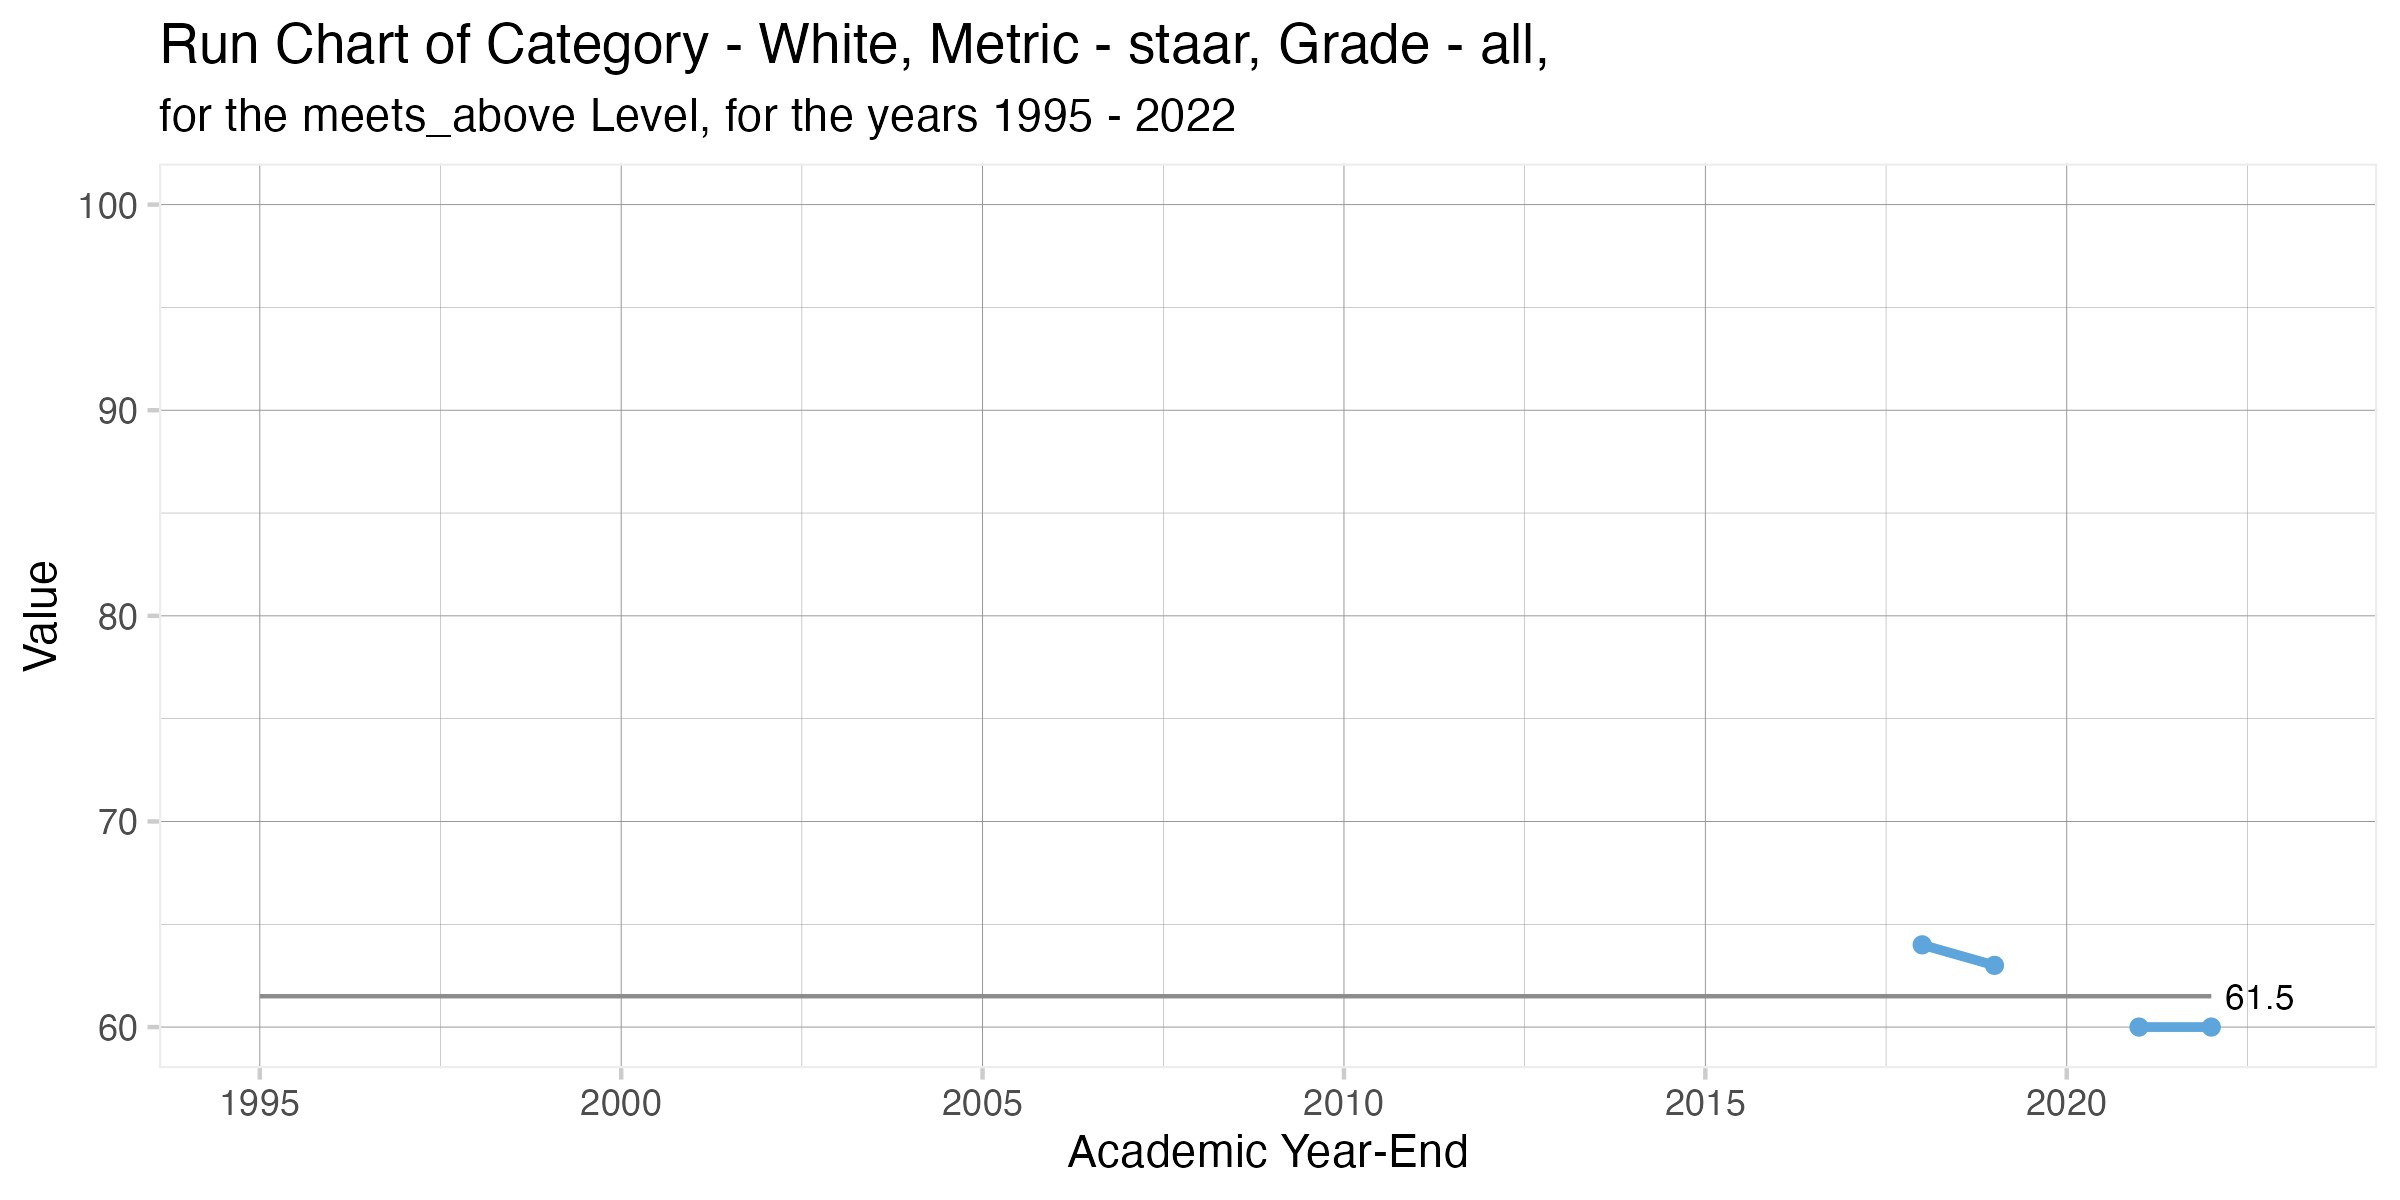 Run Chart of Category - White, Metric - staar, Grade - all,
for the meets_above Level, for the years 1995 - 2022
100
90
80
70
60
Value
61.5
1995 2000 2005 2010 2015 2020
Academic Year-End